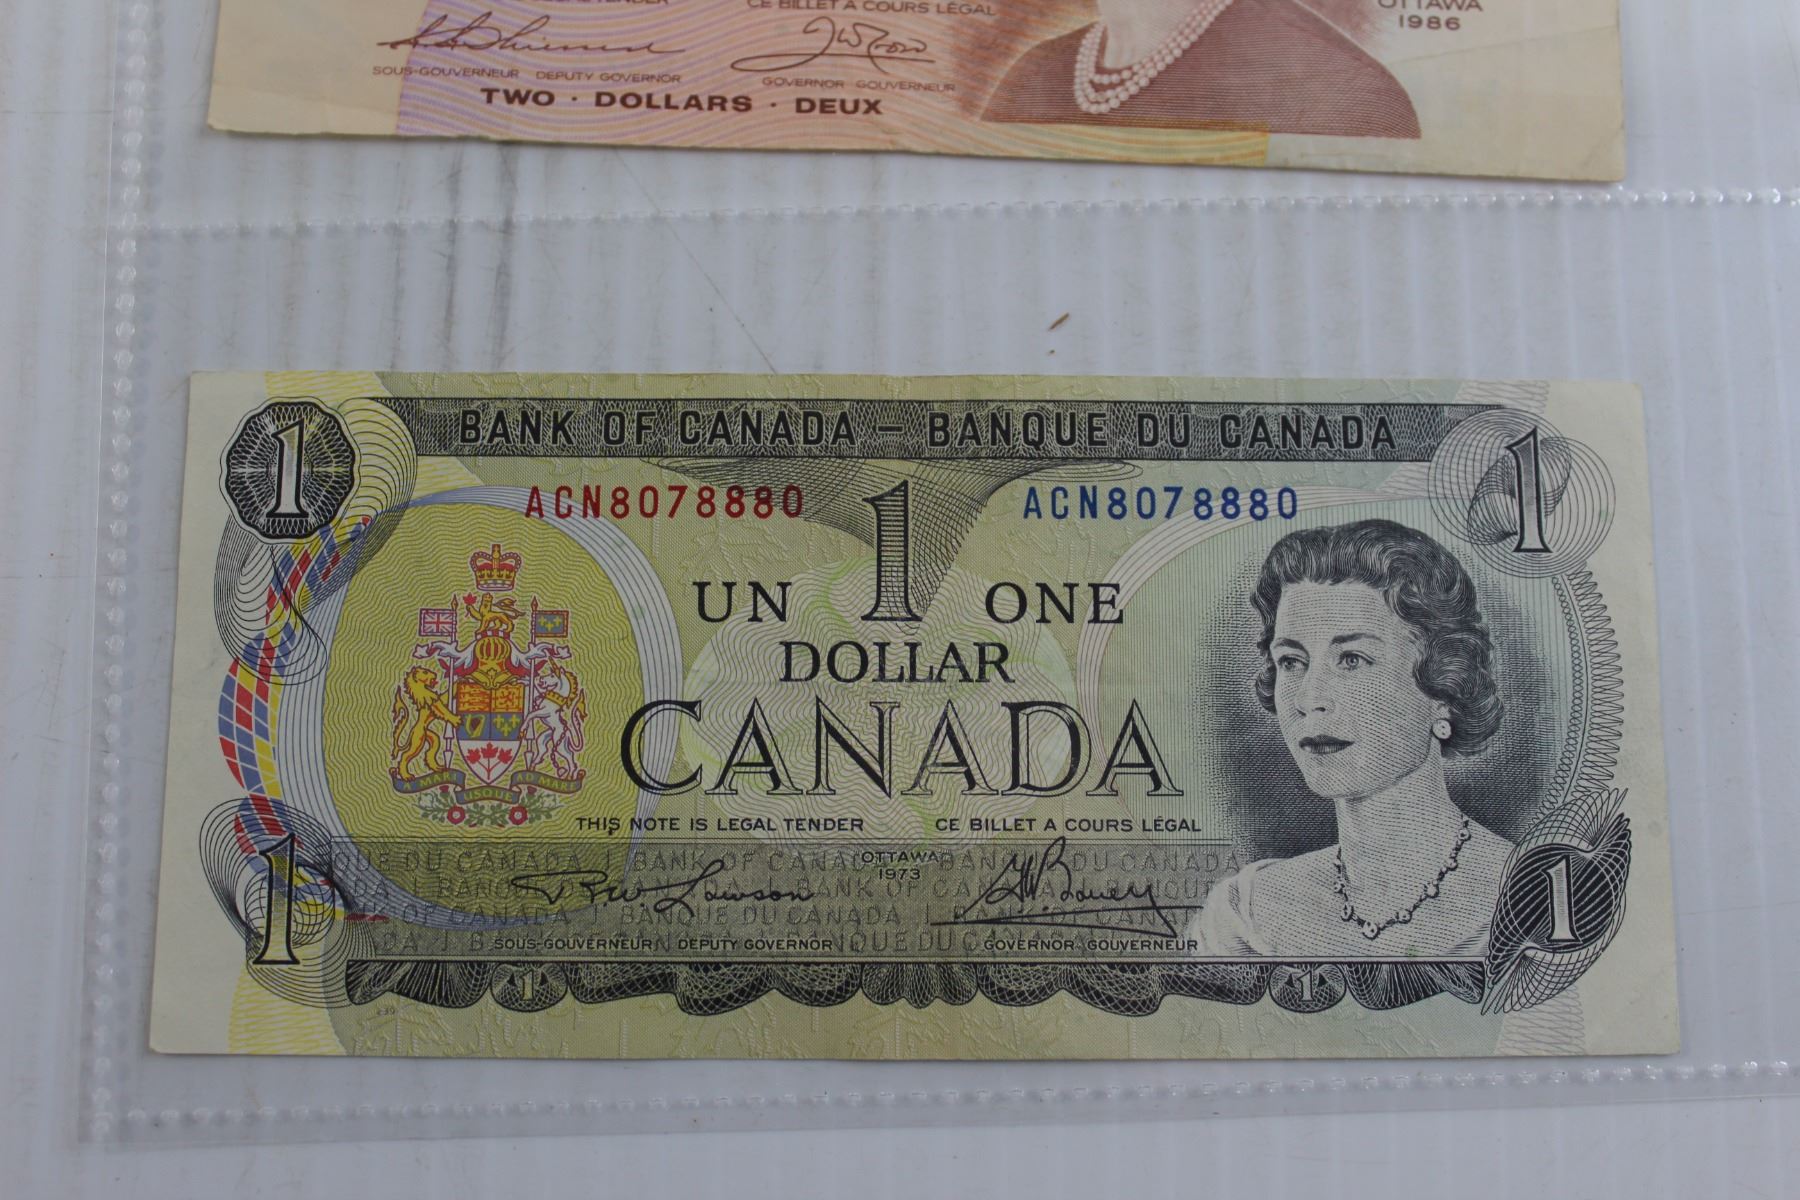 CE BILLET A COURS LÉGAL
OTTAWA
1986
SOUS-GOUVERNEUR DEPUTY GOVERNOR
GOVERNOR GOUVERNEUR
TWO · DOLLARS · DEUX
1
BANK OF CANADA – BANQUE DU CANADA
1
ACN8078880
ACN8078880
UN 1 ONE
DOLLAR
CANADA
A MARI USQUE AD MARE
THIS NOTE IS LEGAL TENDER
CE BILLET A COURS LÉGAL
OTTAWA
1973
SOUS-GOUVERNEUR DEPUTY GOVERNOR
GOVERNOR GOUVERNEUR
1
1
1
1